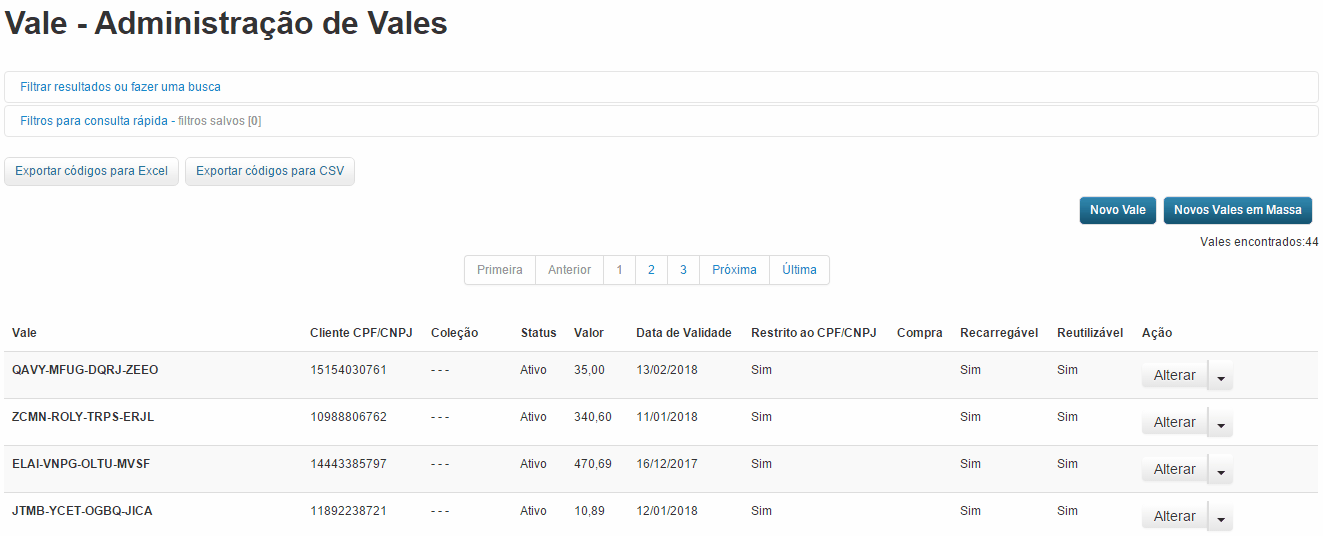 Vale - Administração de Vales
Filtrar resultados ou fazer uma busca
Filtros para consulta rápida - filtros salvos [0]
Exportar códigos para Excel Exportar códigos para CSV
Novo Vale Novos Vales em Massa
Vales encontrados:44
Primeira Anterior 1 2 3 Próxima Última
Vale Cliente CPF/CNPJ Coleção Status Valor Data de Validade Restrito ao CPF/CNPJ Compra Recarregável Reutilizável Ação
QAVY-MFUG-DQRJ-ZEEO 15154030761 - - - Ativo 35,00 13/02/2018 Sim Sim Sim Alterar
ZCMN-ROLY-TRPS-ERJL 10988806762 - - - Ativo 340,60 11/01/2018 Sim Sim Sim Alterar
ELAI-VNPG-OLTU-MVSF 14443385797 - - - Ativo 470,69 16/12/2017 Sim Sim Sim Alterar
JTMB-YCET-OGBQ-JICA 11892238721 - - - Ativo 10,89 12/01/2018 Sim Sim Sim Alterar